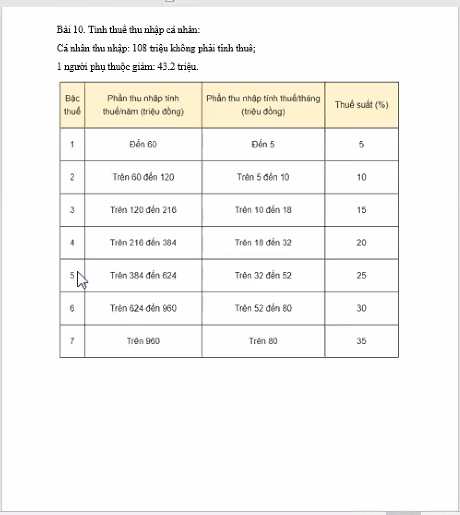 Bài 10. Tính thuế thu nhập cá nhân:
Cá nhân thu nhập: 108 triệu không phải tính thuế;
1 người phụ thuộc giảm: 43.2 triệu.
Bậc thuế Phần thu nhập tính thuế/năm (triệu đồng) Phần thu nhập tính thuế/tháng (triệu đồng) Thuế suất (%)
1 Đến 60 Đến 5 5
2 Trên 60 đến 120 Trên 5 đến 10 10
3 Trên 120 đến 216 Trên 10 đến 18 15
4 Trên 216 đến 384 Trên 18 đến 32 20
5 Trên 384 đến 624 Trên 32 đến 52 25
6 Trên 624 đến 960 Trên 52 đến 80 30
7 Trên 960 Trên 80 35